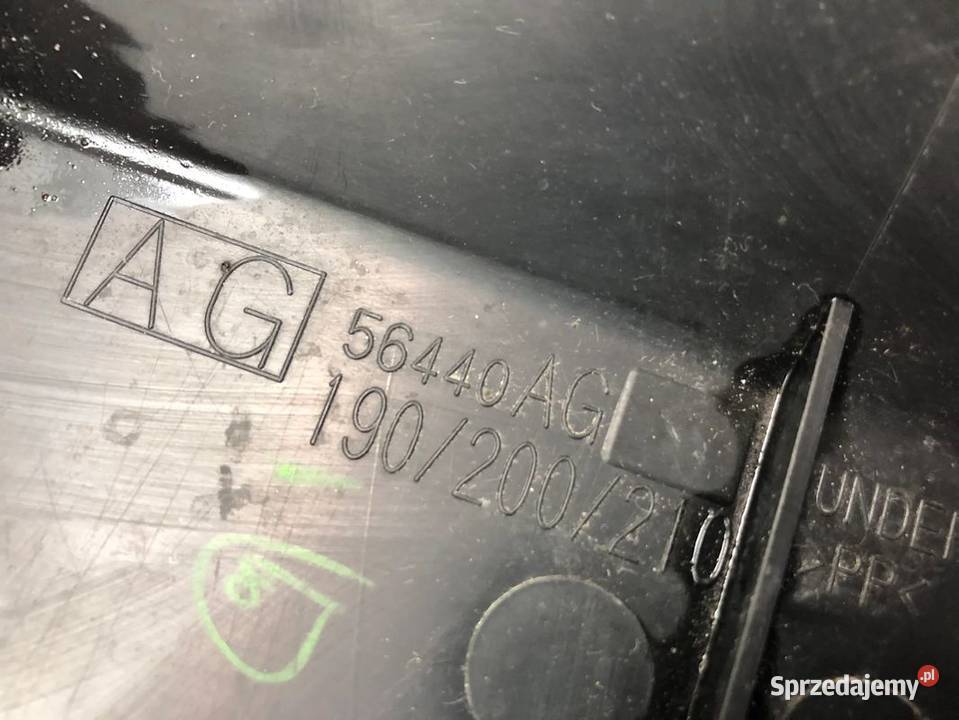 AG
56440AG
190/200/210
UNDE
>PP<
Sprzedajemy.pl